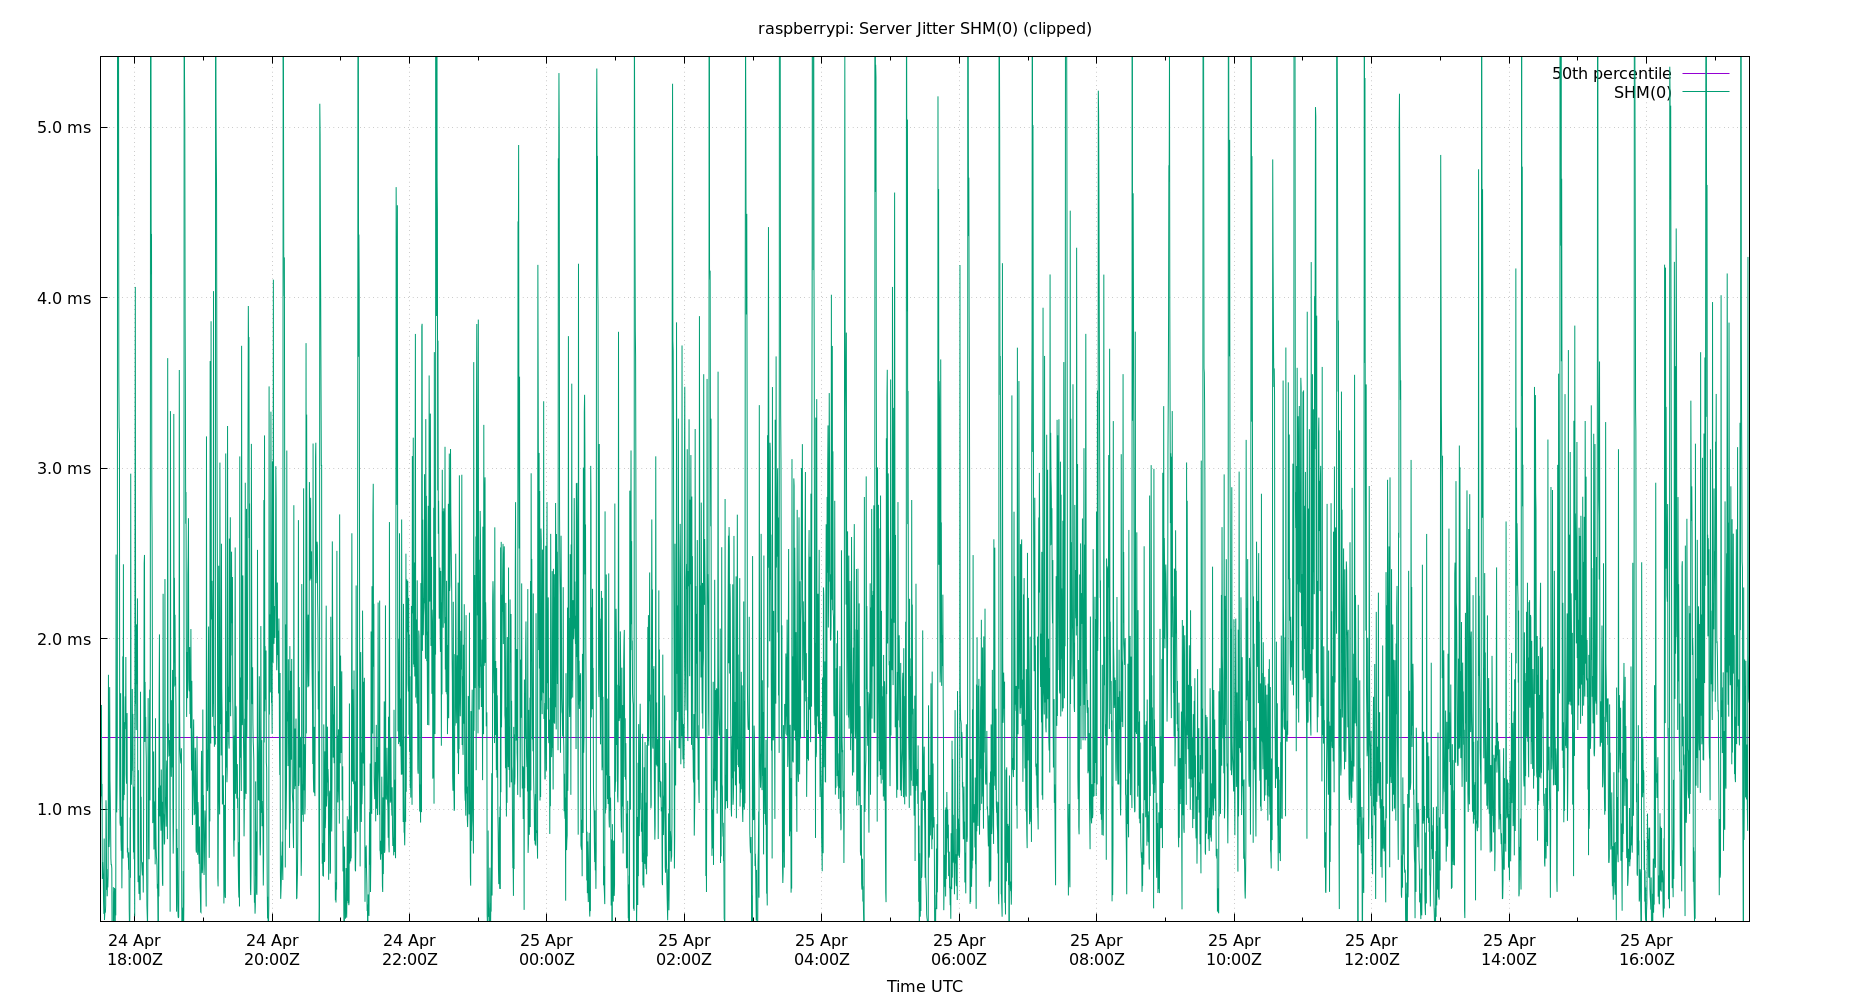 raspberrypi: Server Jitter SHM(0) (clipped)
50th percentile
SHM(0)
5.0 ms
4.0 ms
3.0 ms
2.0 ms
1.0 ms
24 Apr 24 Apr 24 Apr 25 Apr 25 Apr 25 Apr 25 Apr 25 Apr 25 Apr 25 Apr 25 Apr 25 Apr
18:00Z 20:00Z 22:00Z 00:00Z 02:00Z 04:00Z 06:00Z 08:00Z 10:00Z 12:00Z 14:00Z 16:00Z
Time UTC